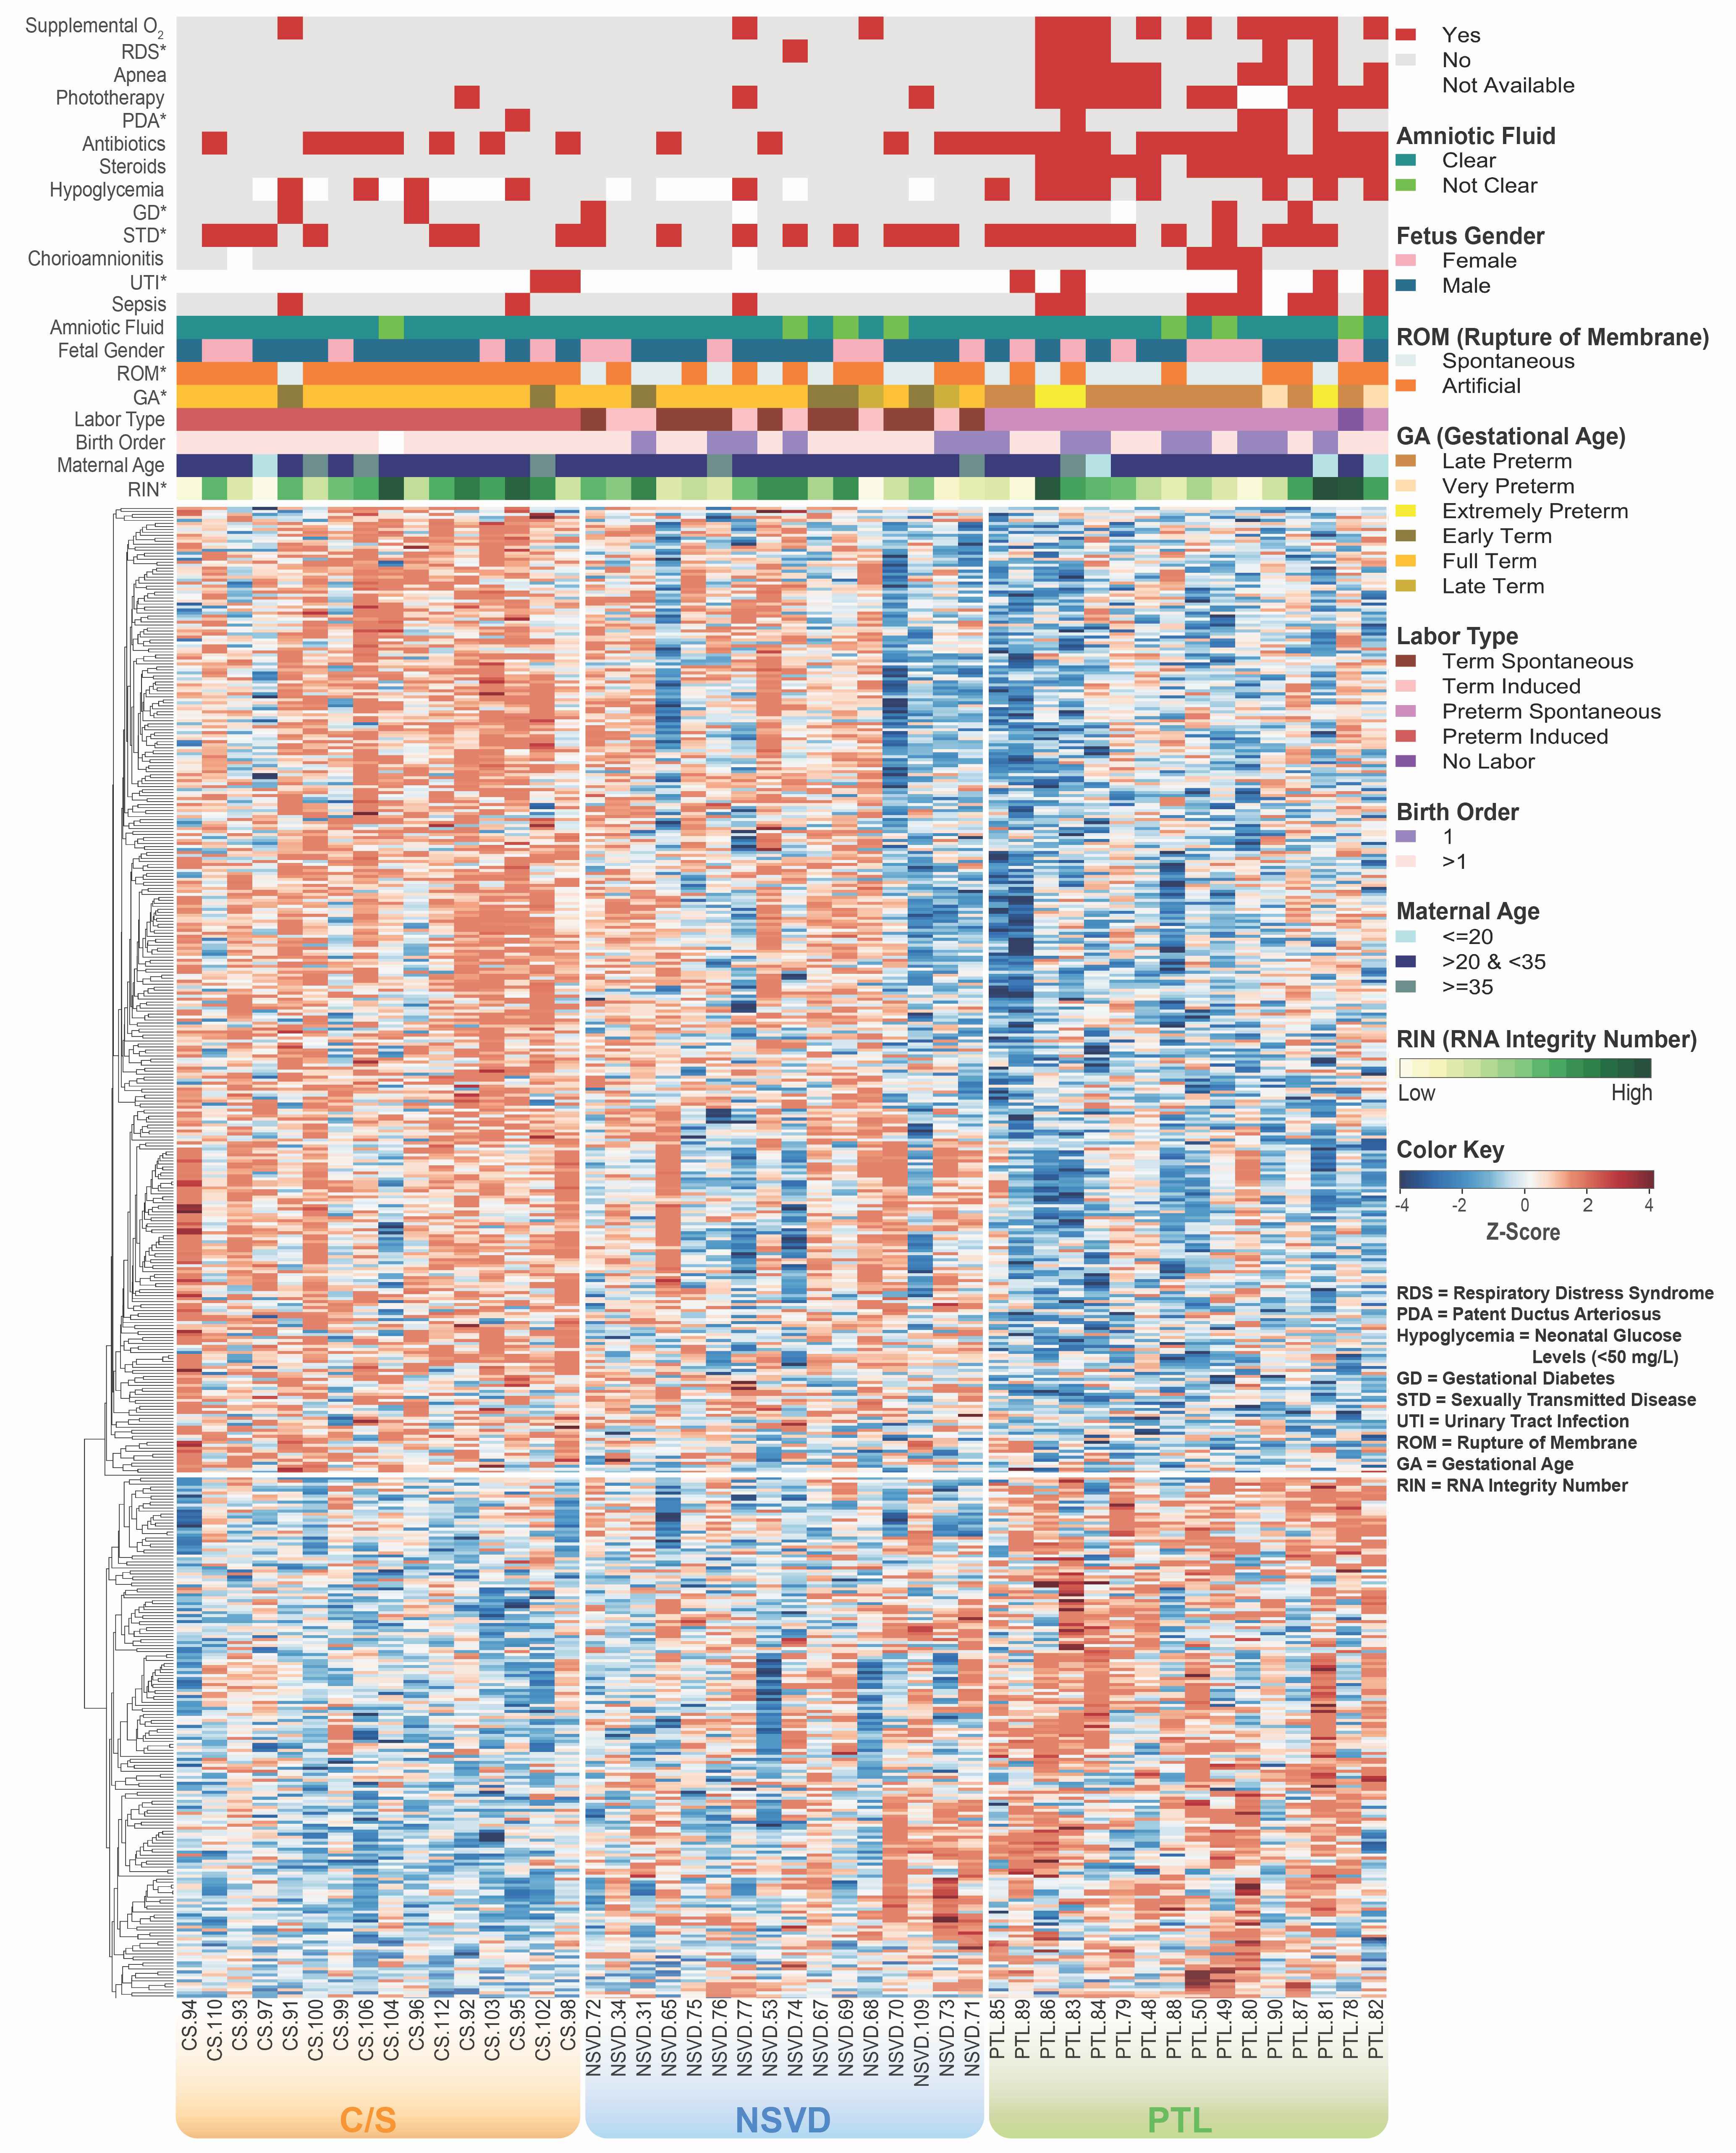 Supplemental O2
RDS*
Apnea
Phototherapy
PDA*
Antibiotics
Steroids
Hypoglycemia
GD*
STD*
Chorioamnionitis
UTI*
Sepsis
Amniotic Fluid
Fetal Gender
ROM*
GA*
Labor Type
Birth Order
Maternal Age
RIN*
Yes
No
Not Available
Amniotic Fluid
Clear
Not Clear
Fetus Gender
Female
Male
ROM (Rupture of Membrane)
Spontaneous
Artificial
GA (Gestational Age)
Late Preterm
Very Preterm
Extremely Preterm
Early Term
Full Term
Late Term
Labor Type
Term Spontaneous
Term Induced
Preterm Spontaneous
Preterm Induced
No Labor
Birth Order
1
>1
Maternal Age
<=20
>20 & <35
>=35
RIN (RNA Integrity Number)
Low High
Color Key
-4 -2 0 2 4
Z-Score
RDS = Respiratory Distress Syndrome
PDA = Patent Ductus Arteriosus
Hypoglycemia = Neonatal Glucose
Levels (<50 mg/L)
GD = Gestational Diabetes
STD = Sexually Transmitted Disease
UTI = Urinary Tract Infection
ROM = Rupture of Membrane
GA = Gestational Age
RIN = RNA Integrity Number
CS.94
CS.110
CS.93
CS.97
CS.91
CS.100
CS.99
CS.106
CS.104
CS.96
CS.112
CS.92
CS.103
CS.95
CS.102
CS.98
NSVD.72
NSVD.34
NSVD.31
NSVD.65
NSVD.75
NSVD.76
NSVD.77
NSVD.53
NSVD.74
NSVD.67
NSVD.69
NSVD.68
NSVD.70
NSVD.109
NSVD.73
NSVD.71
PTL.85
PTL.89
PTL.86
PTL.83
PTL.84
PTL.79
PTL.48
PTL.88
PTL.50
PTL.49
PTL.80
PTL.90
PTL.87
PTL.81
PTL.78
PTL.82
C/S
NSVD
PTL